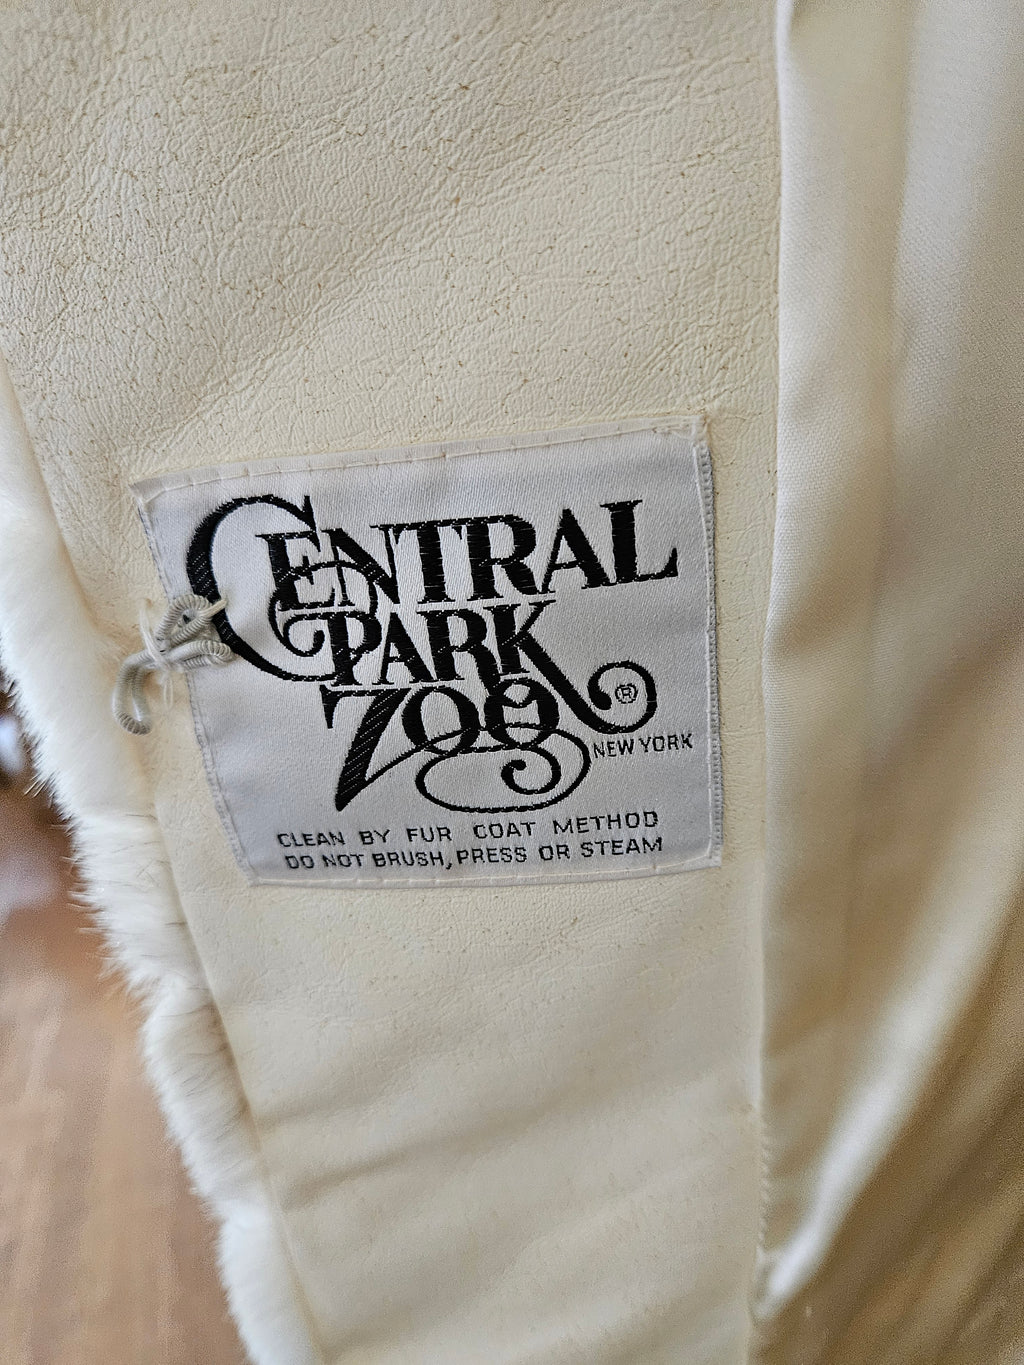 CENTRAL
PARK
ZOO ®
NEW YORK
CLEAN BY FUR COAT METHOD
DO NOT BRUSH, PRESS OR STEAM